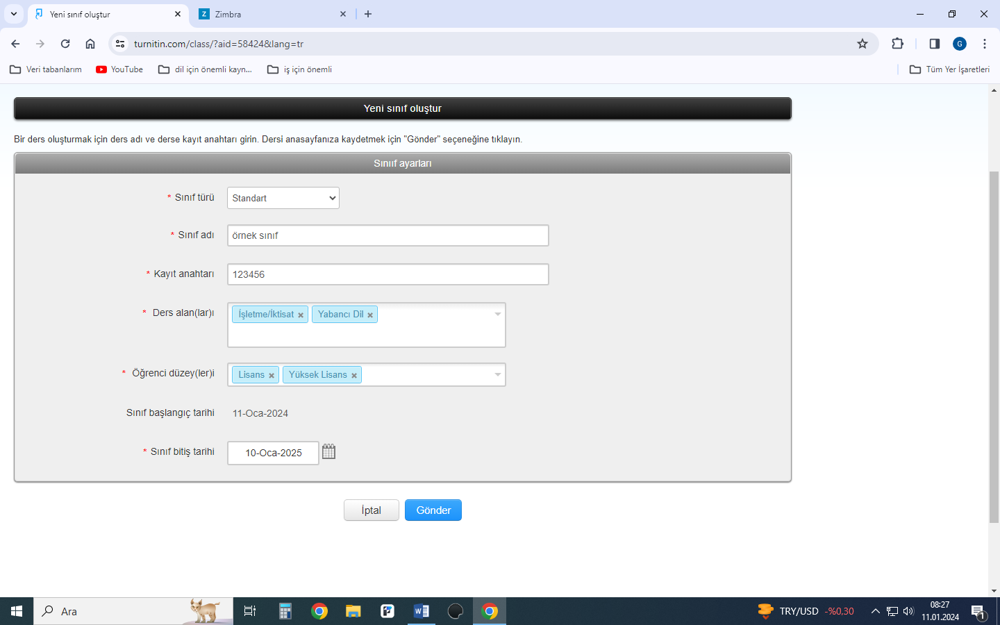 Yeni sınıf oluştur
Zimbra
turnitin.com/class/?aid=58424&lang=tr
G
Veri tabanlarım
YouTube
dil için önemli kayn...
iş için önemli
Tüm Yer İşaretleri
Yeni sınıf oluştur
Bir ders oluşturmak için ders adı ve derse kayıt anahtarı girin. Dersi anasayfanıza kaydetmek için "Gönder" seçeneğine tıklayın.
Sınııf ayarları
* Sınıf türü Standart
* Sınıf adı örnek sınıf
* Kayıt anahtarı 123456
* Ders alan(lar)ı İşletme/İktisat × Yabancı Dil ×
* Öğrenci düzey(ler)i Lisans × Yüksek Lisans ×
Sınıf başlangıç tarihi 11-Oca-2024
* Sınıf bitiş tarihi 10-Oca-2025
İptal Gönder
Ara
TRY/USD -%0,30
08:27
11.01.2024
1